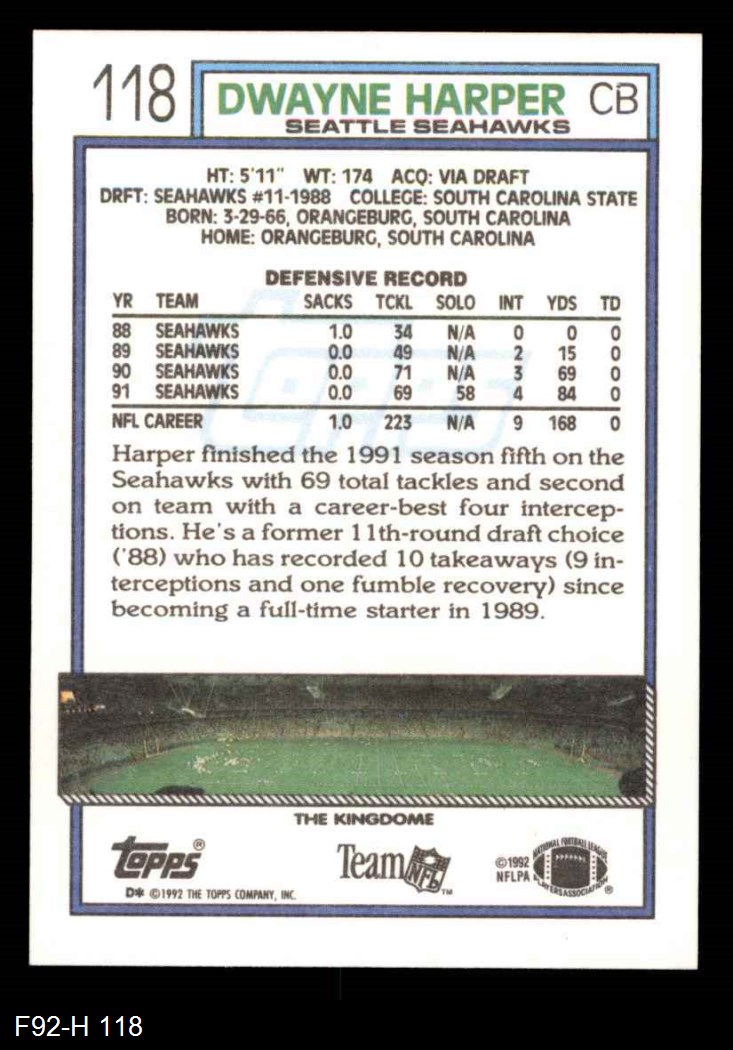 118 DWAYNE HARPER CB
SEATTLE SEAHAWKS
HT: 5'11" WT: 174 ACQ: VIA DRAFT
DRFT: SEAHAWKS #11-1988 COLLEGE: SOUTH CAROLINA STATE
BORN: 3-29-66, ORANGEBURG, SOUTH CAROLINA
HOME: ORANGEBURG, SOUTH CAROLINA
DEFENSIVE RECORD
YR TEAM SACKS TCKL SOLO INT YDS TD
88 SEAHAWKS 1.0 34 N/A 0 0 0
89 SEAHAWKS 0.0 49 N/A 2 15 0
90 SEAHAWKS 0.0 71 N/A 3 69 0
91 SEAHAWKS 0.0 69 58 4 84 0
NFL CAREER 1.0 223 N/A 9 168 0
Topps
Harper finished the 1991 season fifth on the
Seahawks with 69 total tackles and second
on team with a career-best four intercep-
tions. He's a former 11th-round draft choice
('88) who has recorded 10 takeaways (9 in-
terceptions and one fumble recovery) since
becoming a full-time starter in 1989.
THE KINGDOME
Topps®
D* ©1992 THE TOPPS COMPANY, INC.
Team NFL ™
©1992
NFLPA
NATIONAL FOOTBALL LEAGUE
PLAYERS ASSOCIATION ®
F92-H 118